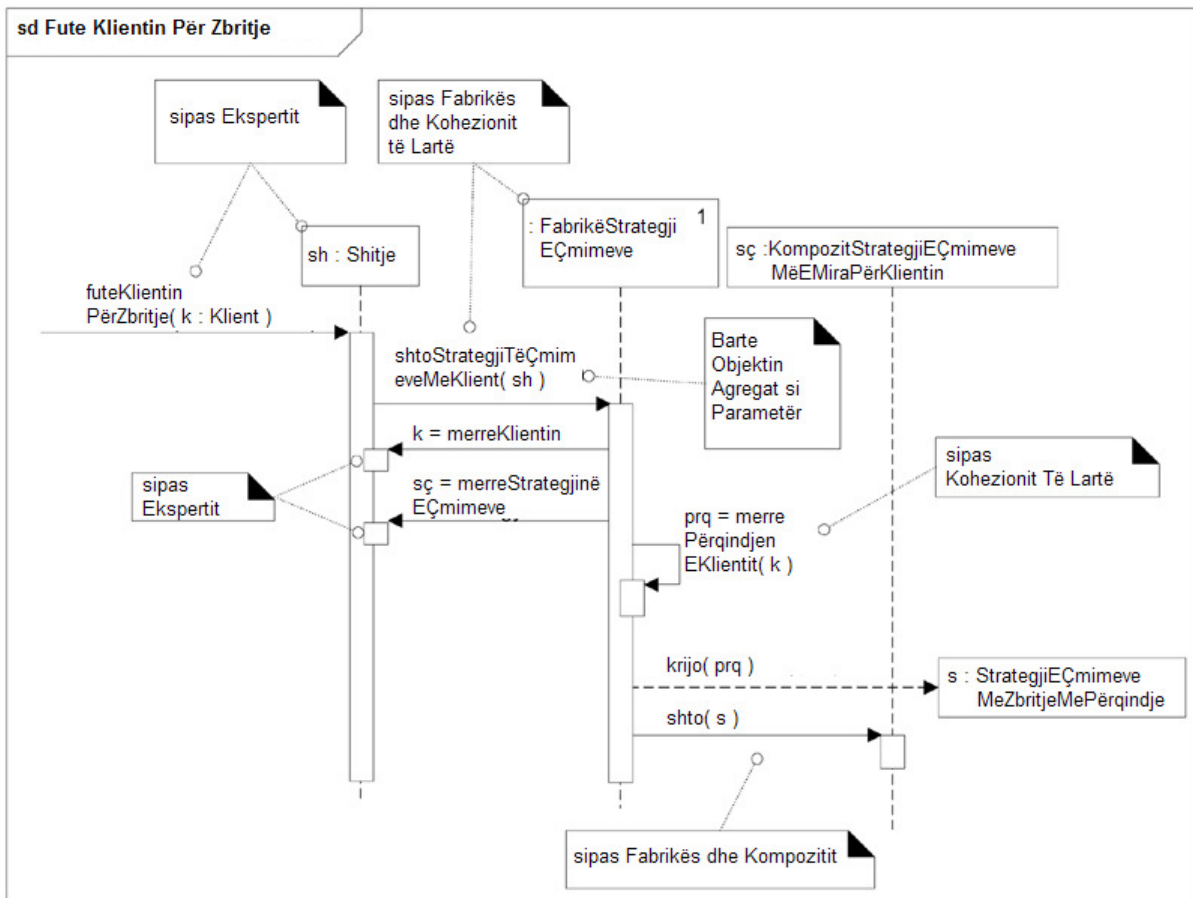 sd Fute Klientin Për Zbritje
sipas Ekspertit
sipas Fabrikës
dhe Kohezionit
të Lartë
sh : Shitje
: FabrikëStrategji
EÇmimeve
1
sç :KompozitStrategjiEÇmimeve
MëEMiraPërKlientin
futeKlientin
PërZbritje( k : Klient )
shtoStrategjiTëÇmim
eveMeKlient( sh )
Barte
Objektin
Agregat si
Parametër
k = merreKlientin
sipas
Kohezionit Të Lartë
sipas
Ekspertit
sç = merreStrategjinë
EÇmimeve
prq = merre
Përqindjen
EKlientit( k )
krijo( prq )
s : StrategjiEÇmimeve
MeZbritjeMePërqindje
shto( s )
sipas Fabrikës dhe Kompozitit